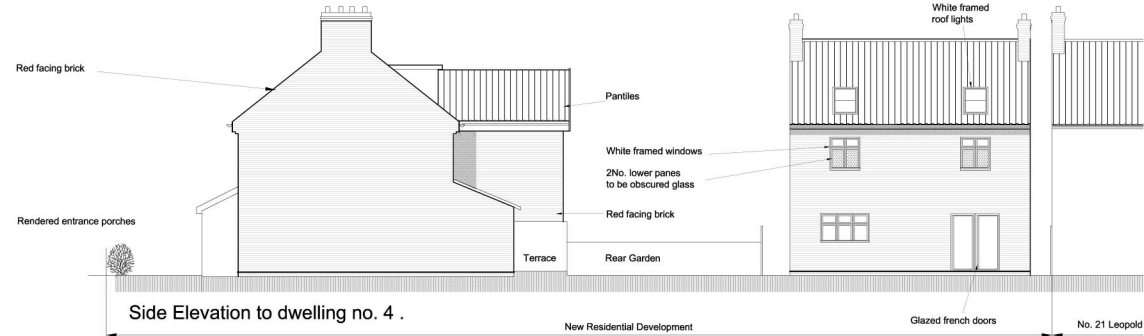 White framed
roof lights
Red facing brick
Pantiles
White framed windows
2No. lower panes
to be obscured glass
Red facing brick
Rendered entrance porches
Terrace
Rear Garden
Side Elevation to dwelling no. 4 .
Glazed french doors
New Residential Development
No. 21 Leopold